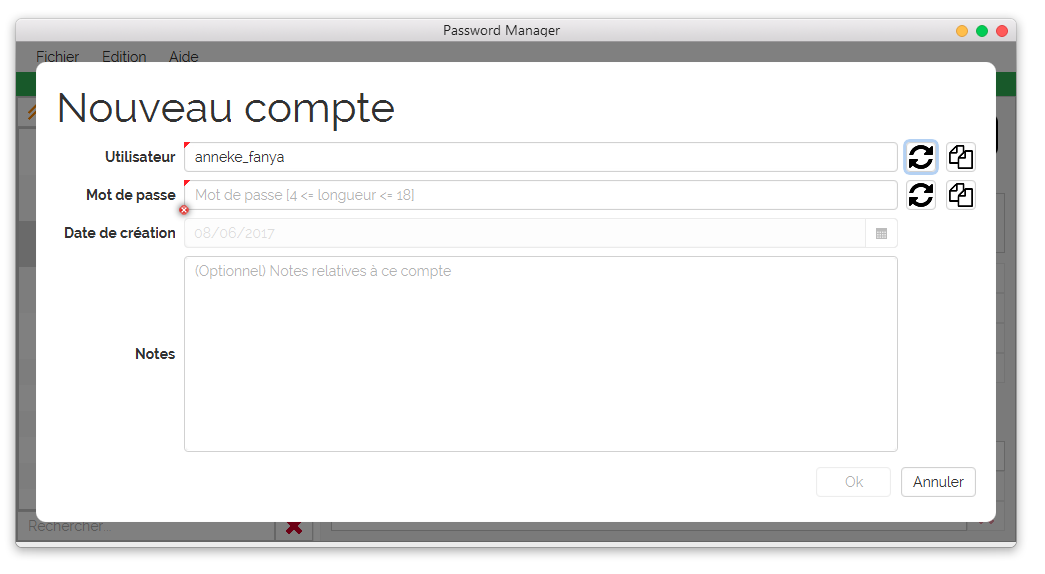 Password Manager
Fichier Edition Aide
Nouveau compte
Utilisateur anneke_fanya
Mot de passe Mot de passe [4 <= longueur <= 18]
Date de création 08/06/2017
(Optionnel) Notes relatives à ce compte
Notes
Ok Annuler
Rechercher...